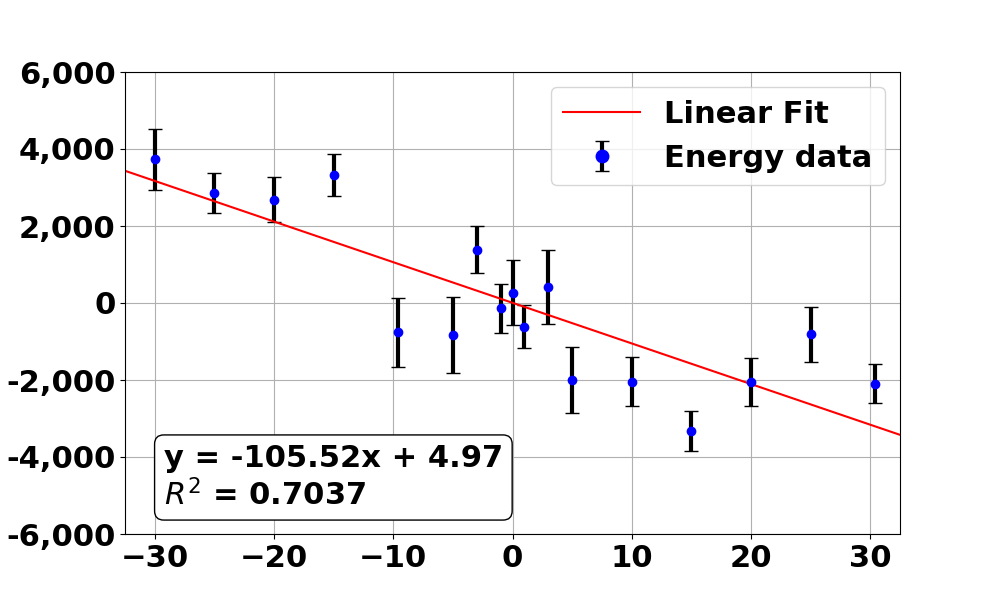 6,000
4,000
2,000
0
-2,000
-4,000
-6,000
Linear Fit
Energy data
y = -105.52x + 4.97
R² = 0.7037
−30 −20 −10 0 10 20 30